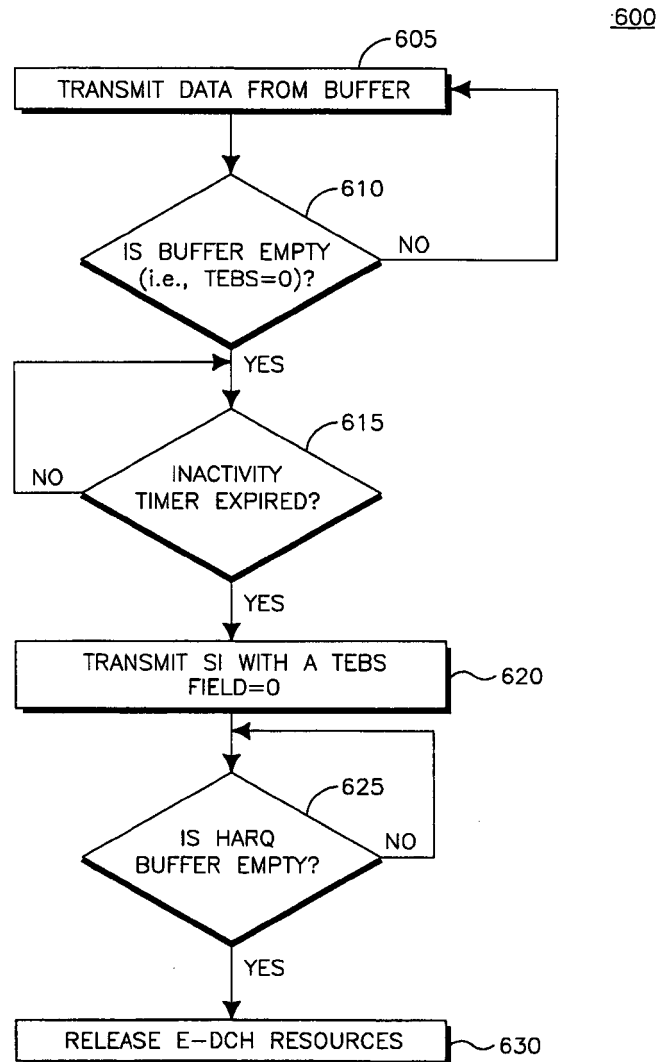 600
605
TRANSMIT DATA FROM BUFFER
610
IS BUFFER EMPTY
(i.e., TEBS=0)?
NO
YES
615
INACTIVITY
TIMER EXPIRED?
NO
YES
TRANSMIT SI WITH A TEBS
FIELD=0
620
625
IS HARQ
BUFFER EMPTY?
NO
YES
RELEASE E-DCH RESOURCES
630